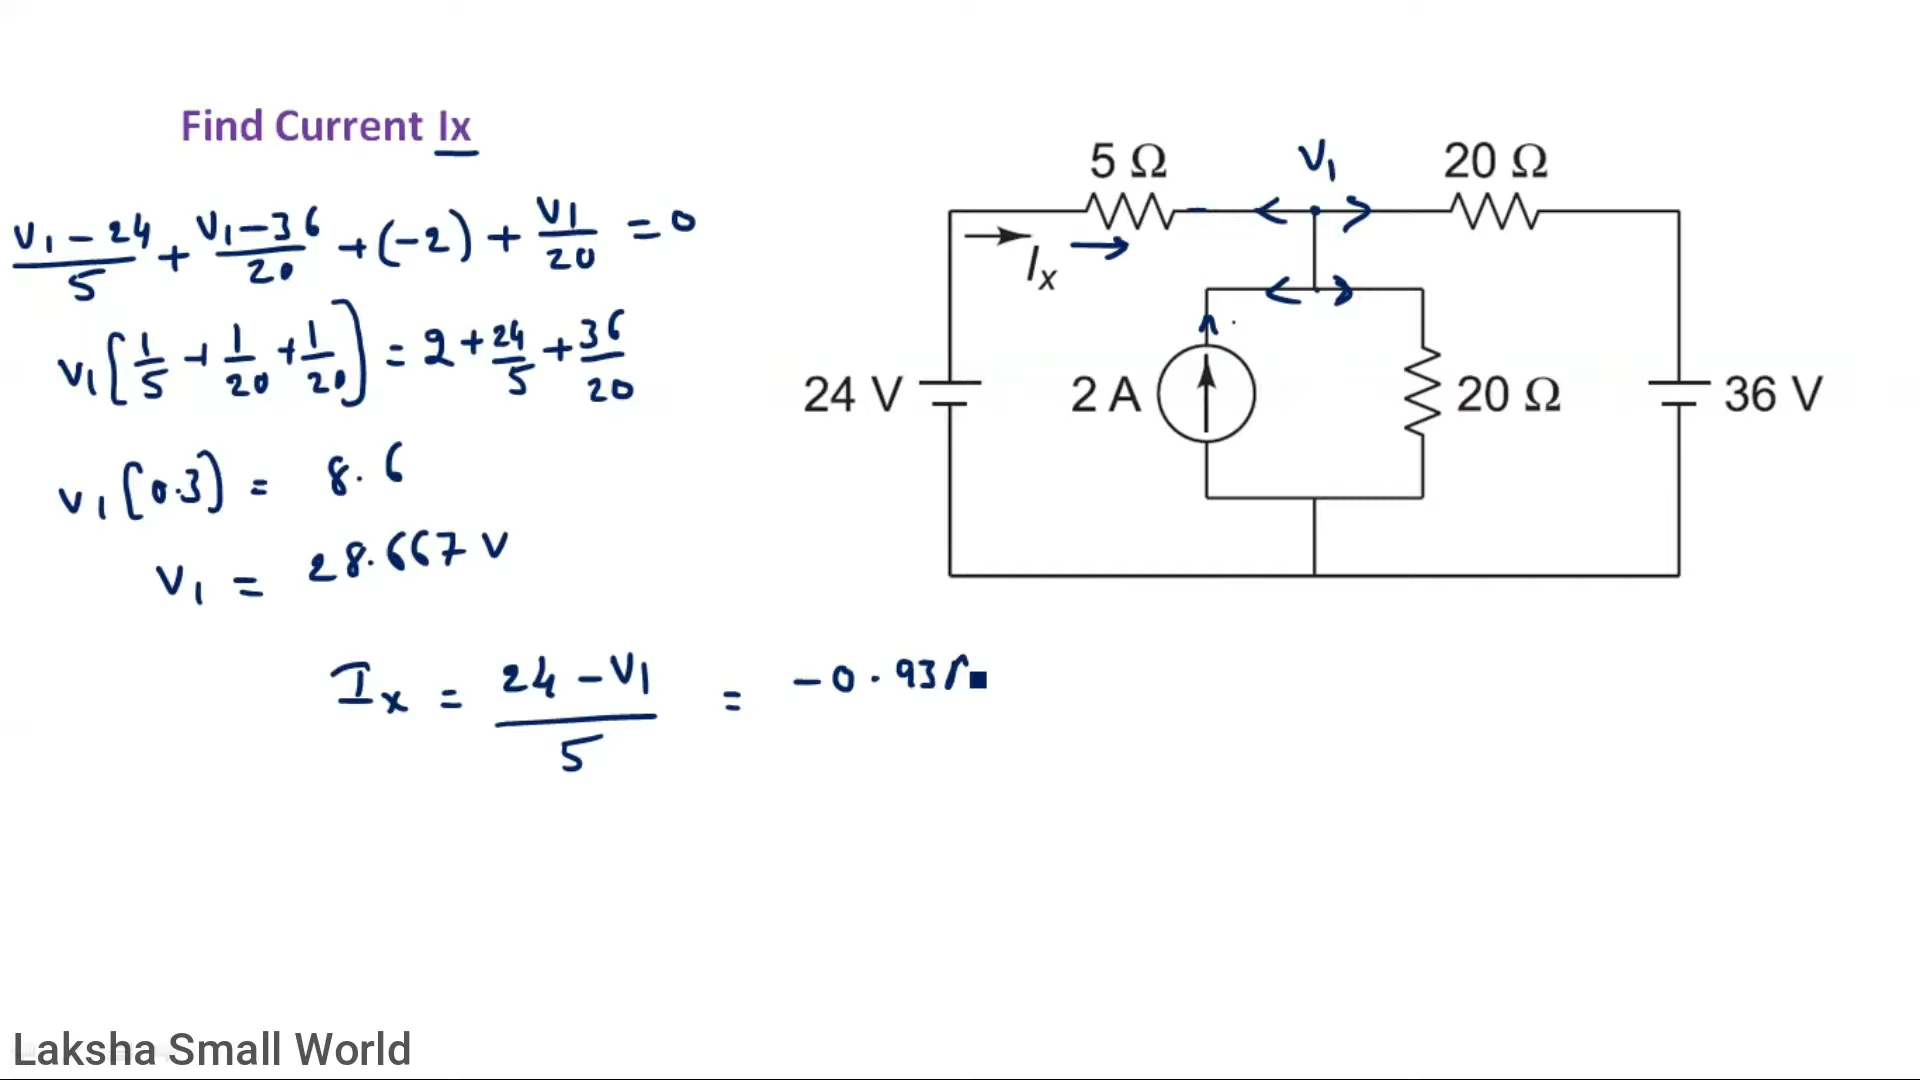 Find Current Ix
V1 - 24/5 + V1 - 36/20 + (-2) + V1/20 = 0
V1 [1/5 + 1/20 + 1/20] = 2 + 24/5 + 36/20
V1 [0.3] = 8.6
V1 = 28.667 V
Ix = 24 - V1/5 = -0.93
5 Ω
V1
20 Ω
Ix
24 V
2 A
20 Ω
36 V
Laksha Small World